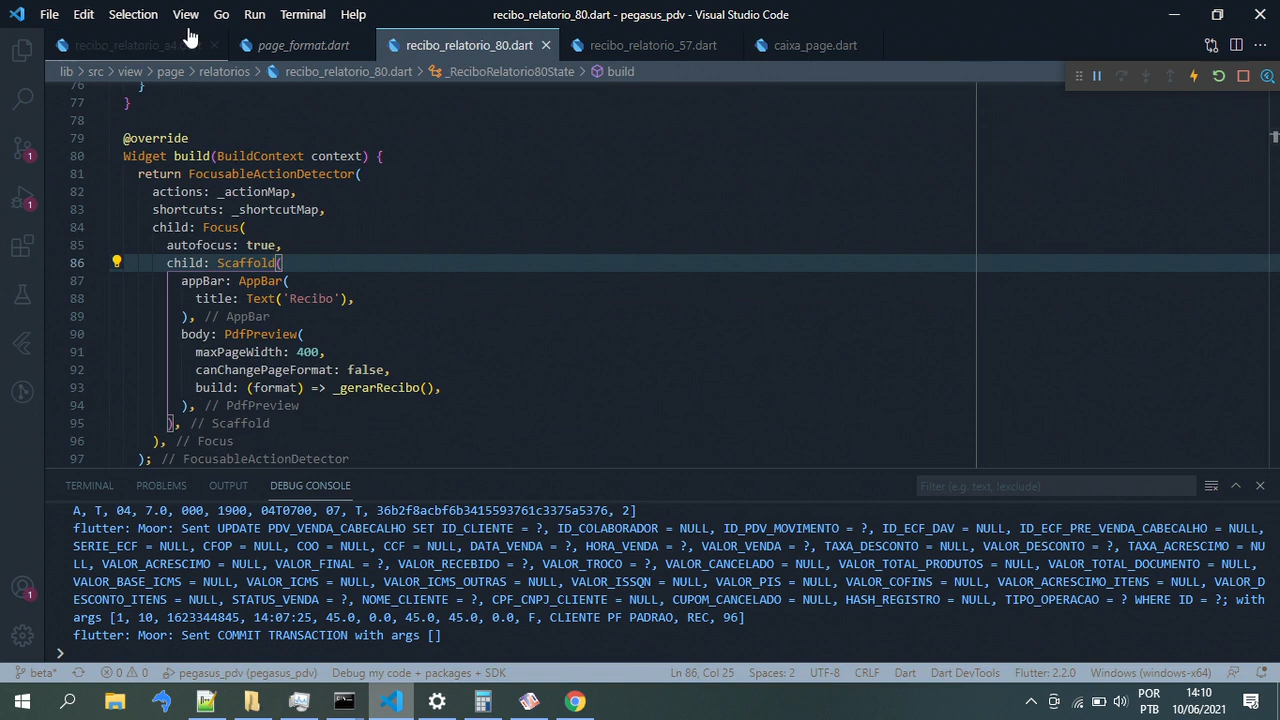 File Edit Selection View Go Run Terminal Help recibo_relatorio_80.dart - pegasus_pdv - Visual Studio Code
recibo_relatorio_a4.dart page_format.dart recibo_relatorio_80.dart recibo_relatorio_57.dart caixa_page.dart
lib > src > view > page > relatorios > recibo_relatorio_80.dart > _ReciboRelatorio80State > build
76 }
77 }
78
79 @override
80 Widget build(BuildContext context) {
81 return FocusableActionDetector(
82 actions: _actionMap,
83 shortcuts: _shortcutMap,
84 child: Focus(
85 autofocus: true,
86 child: Scaffold(
87 appBar: AppBar(
88 title: Text('Recibo'),
89 ), // AppBar
90 body: PdfPreview(
91 maxPageWidth: 400,
92 canChangePageFormat: false,
93 build: (format) => _gerarRecibo(),
94 ), // PdfPreview
95 ), // Scaffold
96 ), // Focus
97 ); // FocusableActionDetector
1
1
1
TERMINAL PROBLEMS OUTPUT DEBUG CONSOLE Filter (e.g. text, !exclude)
A, T, 04, 7.0, 000, 1900, 04T0700, 07, T, 36b2f8acbf6b3415593761c3375a5376, 2]
flutter: Moor: Sent UPDATE PDV_VENDA_CABECALHO SET ID_CLIENTE = ?, ID_COLABORADOR = NULL, ID_PDV_MOVIMENTO = ?, ID_ECF_DAV = NULL, ID_ECF_PRE_VENDA_CABECALHO = NULL,
SERIE_ECF = NULL, CFOP = NULL, COO = NULL, CCF = NULL, DATA_VENDA = ?, HORA_VENDA = ?, VALOR_VENDA = ?, TAXA_DESCONTO = NULL, VALOR_DESCONTO = ?, TAXA_ACRESCIMO = NU
LL, VALOR_ACRESCIMO = NULL, VALOR_FINAL = ?, VALOR_RECEBIDO = ?, VALOR_TROCO = ?, VALOR_CANCELADO = NULL, VALOR_TOTAL_PRODUTOS = NULL, VALOR_TOTAL_DOCUMENTO = NULL,
VALOR_BASE_ICMS = NULL, VALOR_ICMS = NULL, VALOR_ICMS_OUTRAS = NULL, VALOR_ISSQN = NULL, VALOR_PIS = NULL, VALOR_COFINS = NULL, VALOR_ACRESCIMO_ITENS = NULL, VALOR_D
ESCONTO_ITENS = NULL, STATUS_VENDA = ?, NOME_CLIENTE = ?, CPF_CNPJ_CLIENTE = NULL, CUPOM_CANCELADO = NULL, HASH_REGISTRO = NULL, TIPO_OPERACAO = ? WHERE ID = ?; with
args [1, 10, 1623344845, 14:07:25, 45.0, 0.0, 45.0, 45.0, 0.0, F, CLIENTE PF PADRAO, REC, 96]
flutter: Moor: Sent COMMIT TRANSACTION with args []
>
beta* 0 0 pegasus_pdv (pegasus_pdv) Debug my code + packages + SDK Ln 86, Col 25 Spaces: 2 UTF-8 CRLF Dart Dart DevTools Flutter: 2.2.0 Windows (windows-x64)
POR 14:10
PTB 10/06/2021